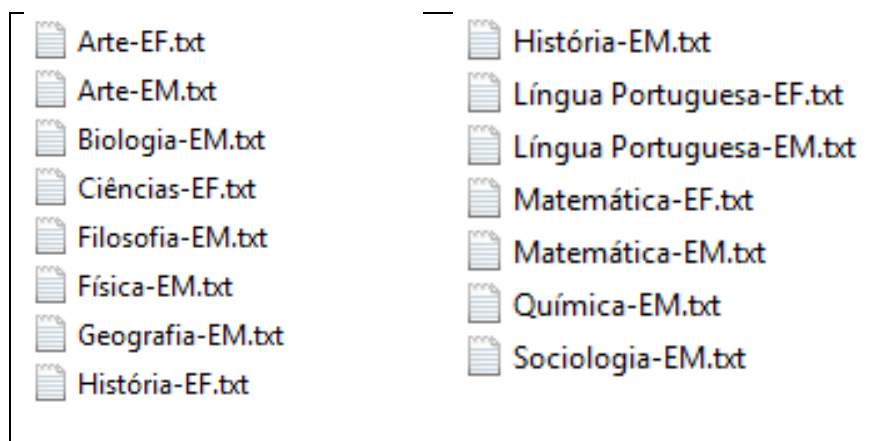 Arte-EF.txt
Arte-EM.txt
Biologia-EM.txt
Ciências-EF.txt
Filosofia-EM.txt
Física-EM.txt
Geografia-EM.txt
História-EF.txt
História-EM.txt
Língua Portuguesa-EF.txt
Língua Portuguesa-EM.txt
Matemática-EF.txt
Matemática-EM.txt
Química-EM.txt
Sociologia-EM.txt